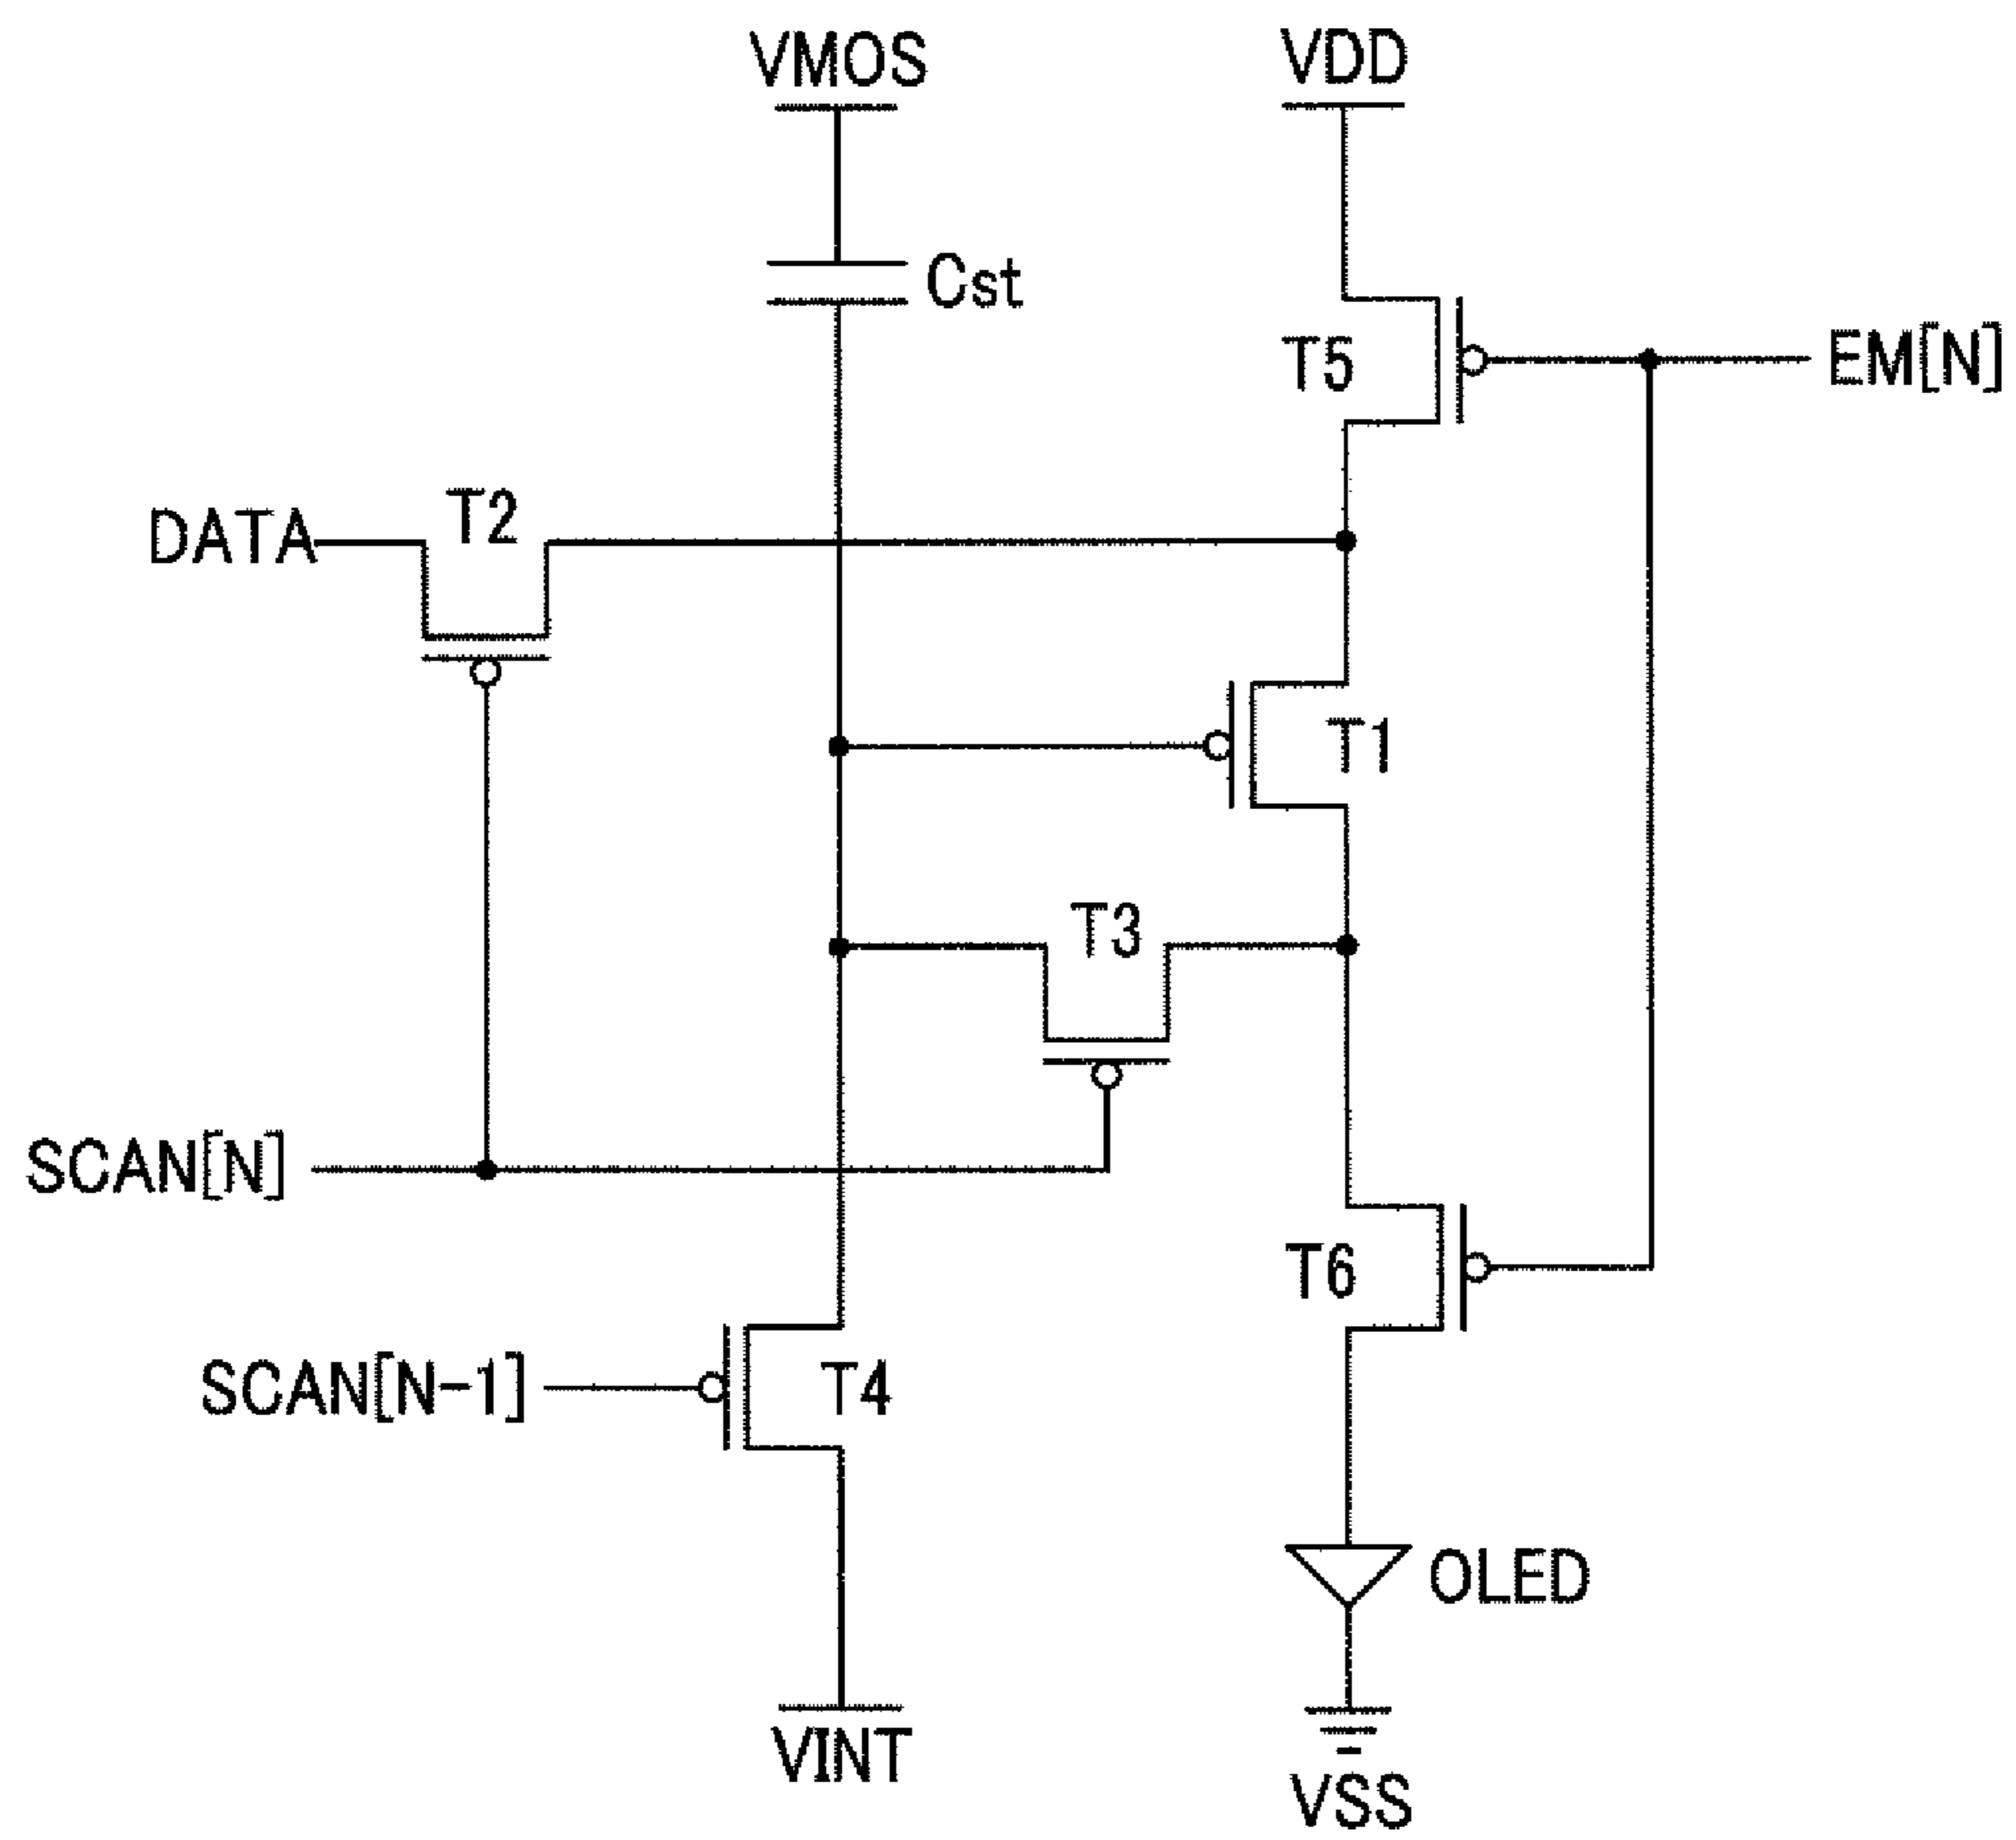 VMOS
VDD
Cst
T5
EM[N]
DATA
T2
T1
T3
SCAN[N]
T6
SCAN[N-1]
T4
OLED
VINT
VSS